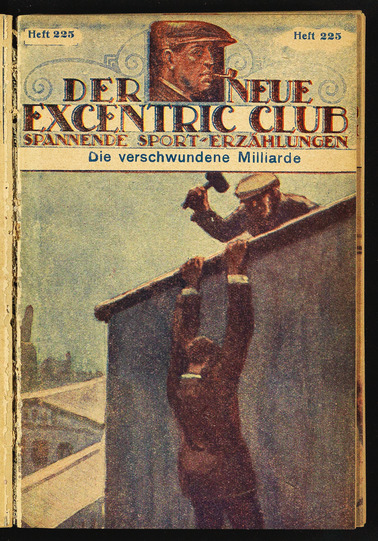 Heft 225
Heft 225
DER NEUE
EXCENTRIC CLUB
SPANNENDE SPORT-ERZÄHLUNGEN
Die verschwundene Milliarde